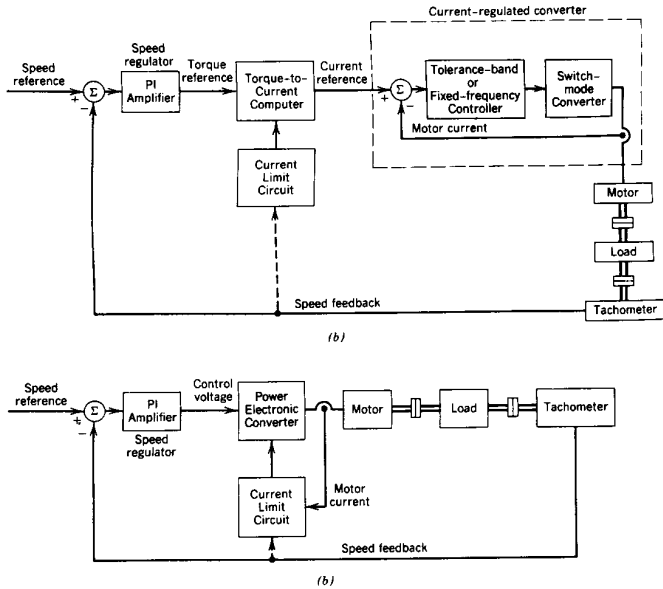 Current-regulated converter
Speed
reference
Σ
+
−
Speed
regulator
PI
Amplifier
Torque
reference
Torque-to-
Current
Computer
Current
reference
Σ
+
−
Tolerance-band
or
Fixed-frequency
Controller
Switch-
mode
Converter
Motor current
Current
Limit
Circuit
Motor
Load
Tachometer
Speed feedback
(b)
Speed
reference
Σ
+
−
PI
Amplifier
Speed
regulator
Control
voltage
Power
Electronic
Converter
Motor
Load
Tachometer
Current
Limit
Circuit
Motor
current
Speed feedback
(b)